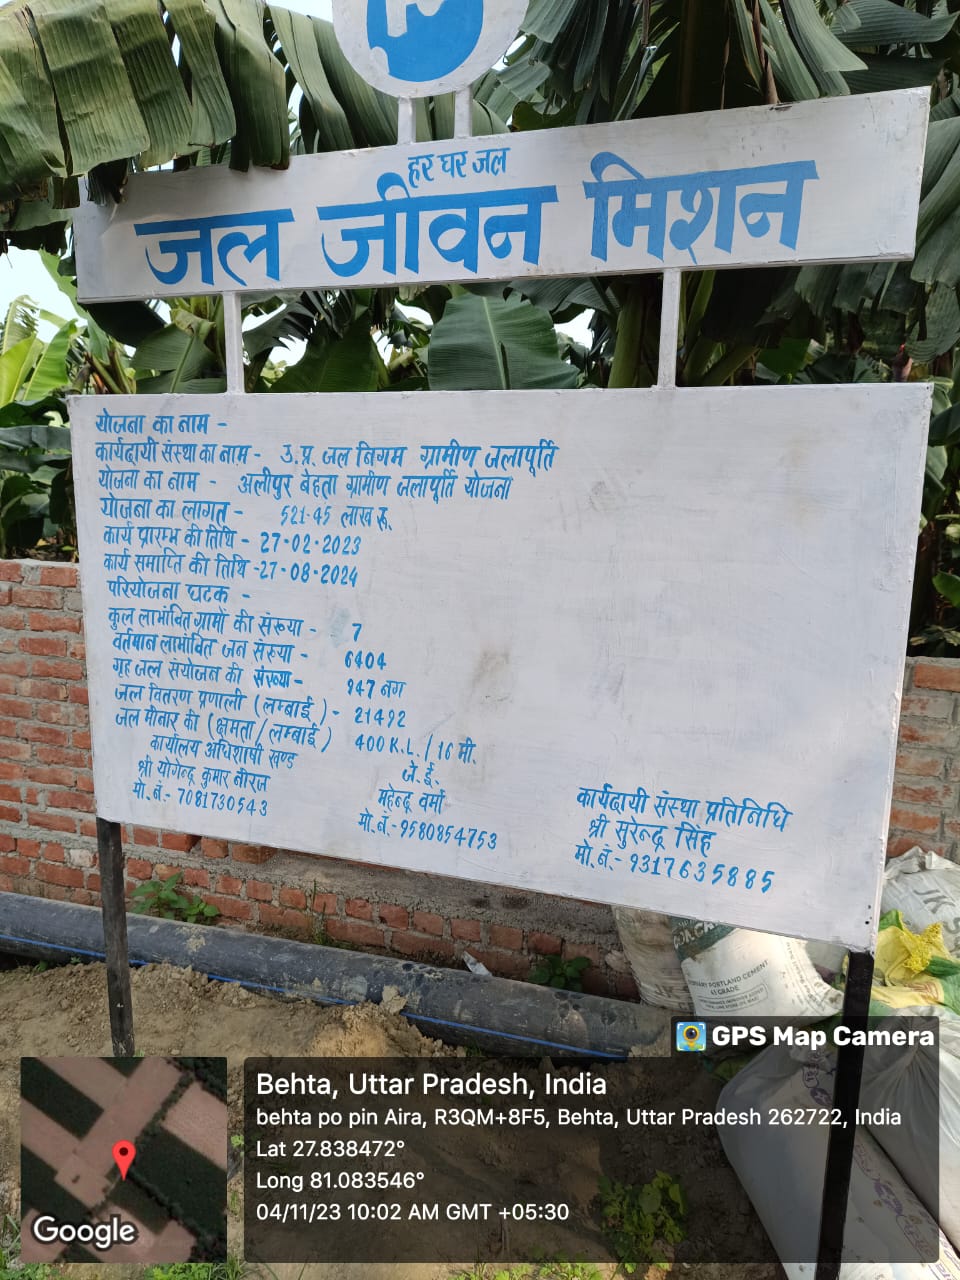 हर घर जल
जल जीवन मिशन
योजना का नाम -
कार्यदायी संस्था का नाम - उ.प्र. जल निगम ग्रामीण जलापूर्ति
योजना का नाम - अलीपुर बेहता ग्रामीण जलापूर्ति योजना
योजना का लागत - 521.45 लाख रू.
कार्य प्रारम्भ की तिथि - 27-02-2023
कार्य समाप्ति की तिथि - 27-08-2024
परियोजना घटक -
कुल लाभांवित ग्रामों की संख्या - 7
वर्तमान लाभांवित जन संख्या - 6404
गृह जल संयोजन की संख्या - 947 नग
जल वितरण प्रणाली (लम्बाई) - 21492
जल मीनार की (क्षमता/लम्बाई) 400 K.L./16 मी.
कार्यालय अधिशाषी खण्ड
श्री योगेन्द्र कुमार नीरज
मो.नं.- 7081730543
जे.ई.
महेन्द्र वर्मा
मो.नं.-9580854753
कार्यदायी संस्था प्रतिनिधि
श्री सुरेन्द्र सिंह
मो.नं.- 9317635885
PORTLAND CEMENT
43 GRADE
JK
GPS Map Camera
Behta, Uttar Pradesh, India
behta po pin Aira, R3QM+8F5, Behta, Uttar Pradesh 262722, India
Lat 27.838472°
Long 81.083546°
04/11/23 10:02 AM GMT +05:30
Google